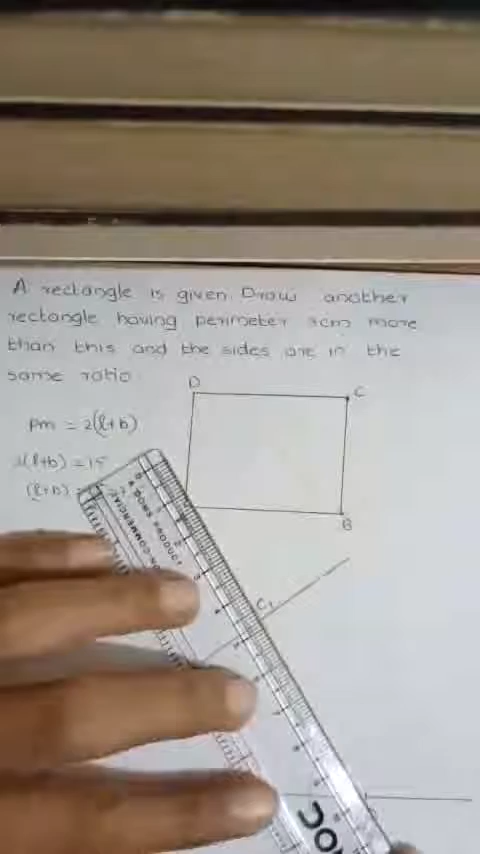 A rectangle is given. Draw another
rectangle having perimeter 3cm more
than this and the sides are in the
same ratio
D
C
pm = 2(l+b)
2(l+b) = 15
(l+b) =
B
C1